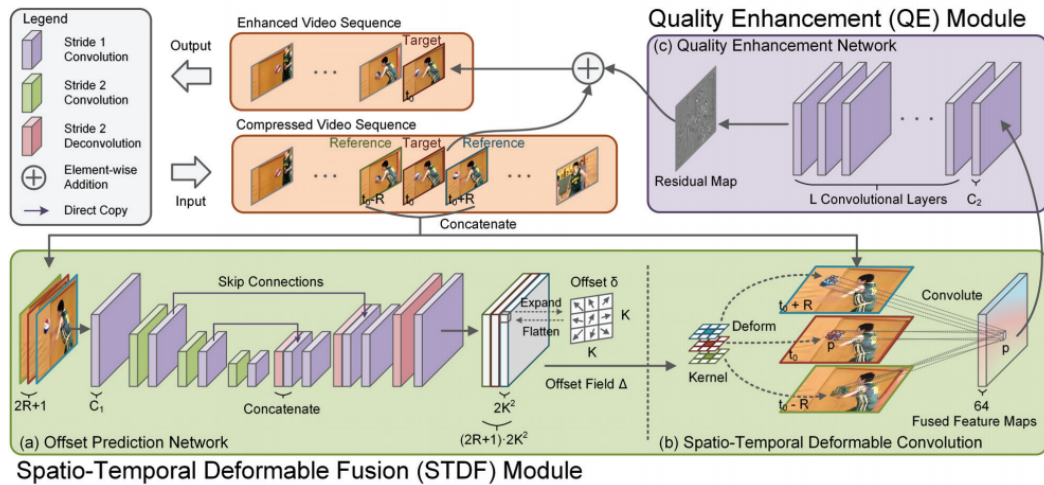 Legend
Stride 1
Convolution
Stride 2
Convolution
Stride 2
Deconvolution
Element-wise
Addition
Direct Copy
Output
Input
Enhanced Video Sequence
Target
t₀
Compressed Video Sequence
Reference
Target
Reference
t₀-R
t₀
t₀+R
Concatenate
Quality Enhancement (QE) Module
(c) Quality Enhancement Network
Residual Map
L Convolutional Layers
C₂
Skip Connections
Concatenate
2R+1
C₁
Expand
Flatten
Offset δ
K
K
2K²
(2R+1)·2K²
Offset Field Δ
(a) Offset Prediction Network
Kernel
Deform
t₀ + R
t₀
p
t₀ - R
Convolute
p
64
Fused Feature Maps
(b) Spatio-Temporal Deformable Convolution
Spatio-Temporal Deformable Fusion (STDF) Module